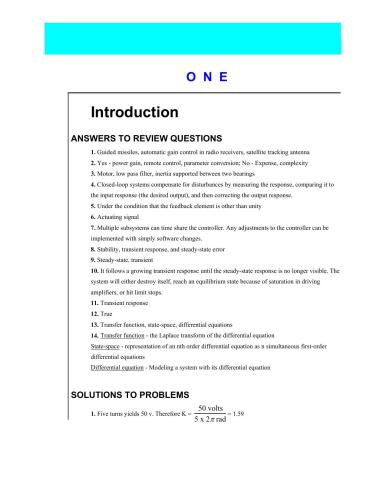 O N E
Introduction
ANSWERS TO REVIEW QUESTIONS
1. Guided missiles, automatic gain control in radio receivers, satellite tracking antenna
2. Yes - power gain, remote control, parameter conversion; No - Expense, complexity
3. Motor, low pass filter, inertia supported between two bearings
4. Closed-loop systems compensate for disturbances by measuring the response, comparing it to
the input response (the desired output), and then correcting the output response.
5. Under the condition that the feedback element is other than unity
6. Actuating signal
7. Multiple subsystems can time share the controller. Any adjustments to the controller can be
implemented with simply software changes.
8. Stability, transient response, and steady-state error
9. Steady-state, transient
10. It follows a growing transient response until the steady-state response is no longer visible. The
system will either destroy itself, reach an equilibrium state because of saturation in driving
amplifiers, or hit limit stops.
11. Transient response
12. True
13. Transfer function, state-space, differential equations
14. Transfer function - the Laplace transform of the differential equation
State-space - representation of an nth order differential equation as n simultaneous first-order
differential equations
Differential equation - Modeling a system with its differential equation
SOLUTIONS TO PROBLEMS
1. Five turns yields 50 v. Therefore K = 50 volts / 5 x 2π rad = 1.59